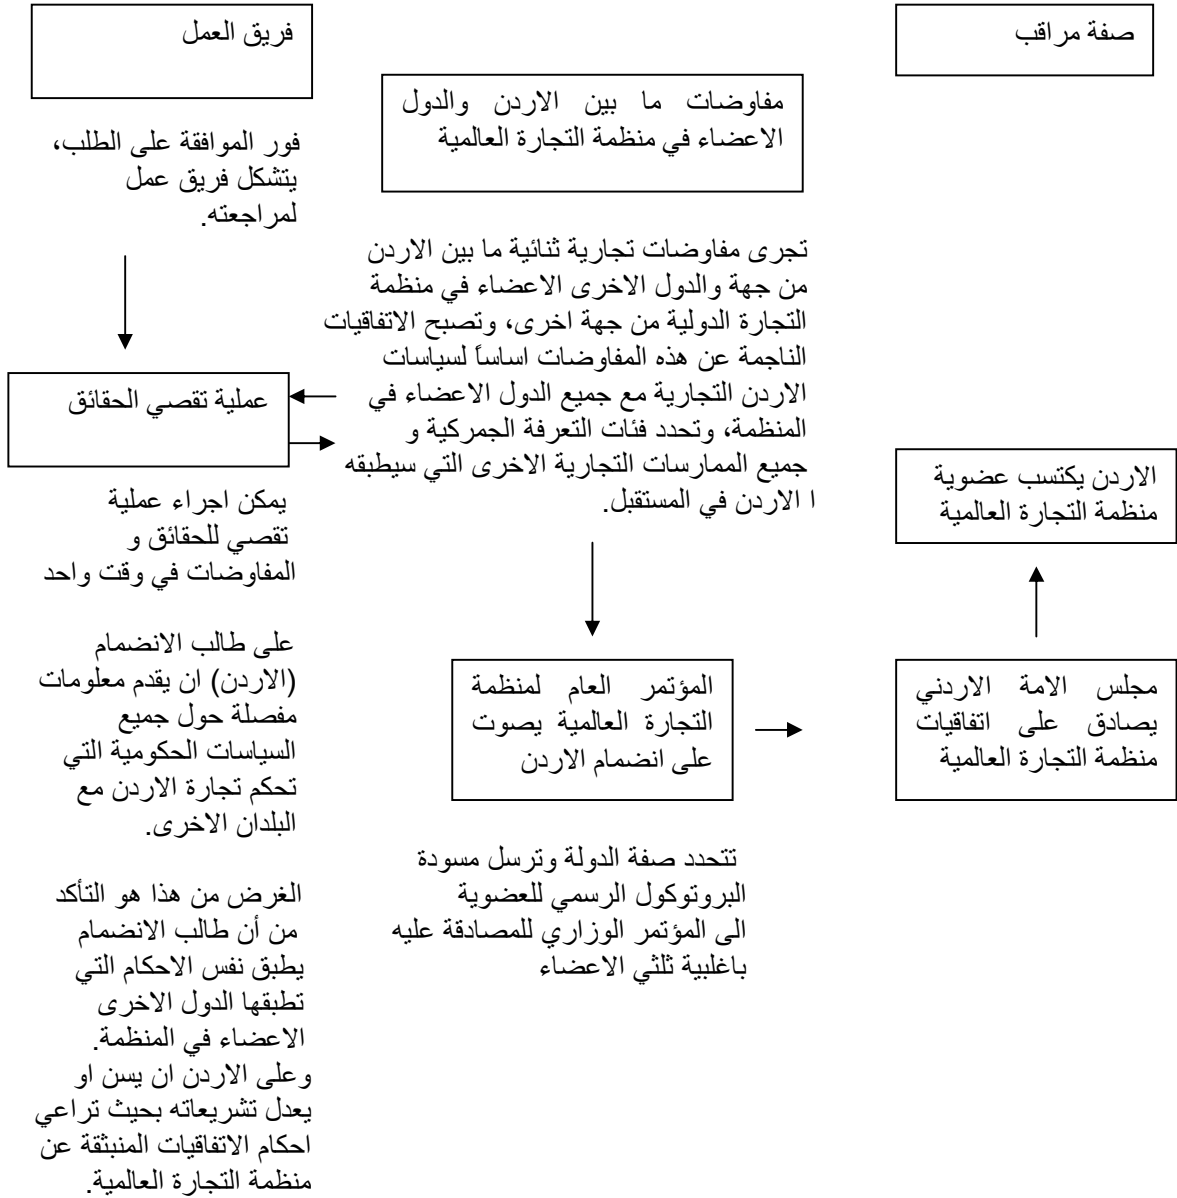 صفة مراقب
فريق العمل
فور الموافقة على الطلب،
يتشكل فريق عمل
لمراجعته.
عملية تقصي الحقائق
يمكن اجراء عملية
تقصي للحقائق و
المفاوضات في وقت واحد
على طالب الانضمام
(الاردن) ان يقدم معلومات
مفصلة حول جميع
السياسات الحكومية التي
تحكم تجارة الاردن مع
البلدان الاخرى.
الغرض من هذا هو التأكد
من أن طالب الانضمام
يطبق نفس الاحكام التي
تطبقها الدول الاخرى
الاعضاء في المنظمة.
وعلى الاردن ان يسن او
يعدل تشريعاته بحيث تراعي
احكام الاتفاقيات المنبثقة عن
منظمة التجارة العالمية.
مفاوضات ما بين الاردن والدول
الاعضاء في منظمة التجارة العالمية
تجرى مفاوضات تجارية ثنائية ما بين الاردن
من جهة والدول الاخرى الاعضاء في منظمة
التجارة الدولية من جهة اخرى، وتصبح الاتفاقيات
الناجمة عن هذه المفاوضات اساساً لسياسات
الاردن التجارية مع جميع الدول الاعضاء في
المنظمة، وتحدد فئات التعرفة الجمركية و
جميع الممارسات التجارية الاخرى التي سيطبقه
ا الاردن في المستقبل.
المؤتمر العام لمنظمة
التجارة العالمية يصوت
على انضمام الاردن
تتحدد صفة الدولة وترسل مسودة
البروتوكول الرسمي للعضوية
الى المؤتمر الوزاري للمصادقة عليه
باغلبية ثلثي الاعضاء
مجلس الامة الاردني
يصادق على اتفاقيات
منظمة التجارة العالمية
الاردن يكتسب عضوية
منظمة التجارة العالمية